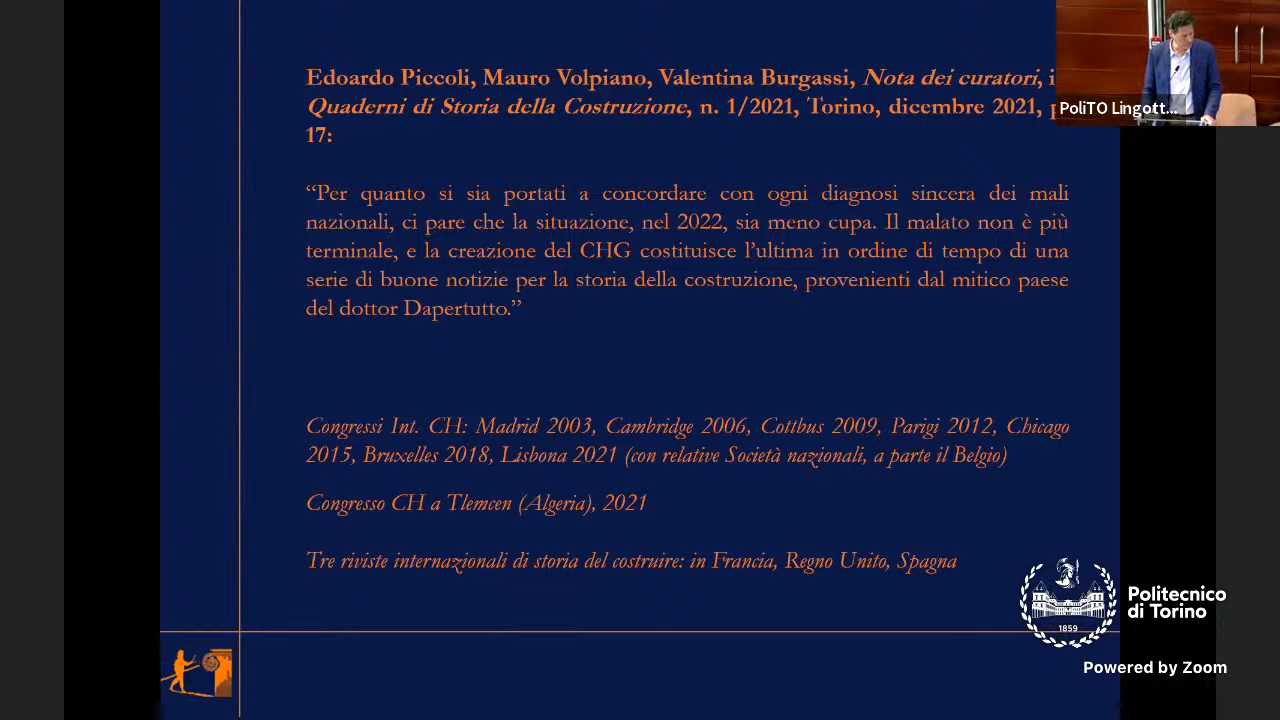 Edoardo Piccoli, Mauro Volpiano, Valentina Burgassi, Nota dei curatori,
Quaderni di Storia della Costruzione, n. 1/2021, Torino, dicembre 2021,
17:
“Per quanto si sia portati a concordare con ogni diagnosi sincera dei mali
nazionali, ci pare che la situazione, nel 2022, sia meno cupa. Il malato non è più
terminale, e la creazione del CHG costituisce l’ultima in ordine di tempo di una
serie di buone notizie per la storia della costruzione, provenienti dal mitico paese
del dottor Dapertutto.”
Congressi Int. CH: Madrid 2003, Cambridge 2006, Cottbus 2009, Parigi 2012, Chicago
2015, Bruxelles 2018, Lisbona 2021 (con relative Società nazionali, a parte il Belgio)
Congresso CH a Tlemcen (Algeria), 2021
Tre riviste internazionali di storia del costruire: in Francia, Regno Unito, Spagna
PoliTO Lingott...
1859
Politecnico
di Torino
Powered by Zoom